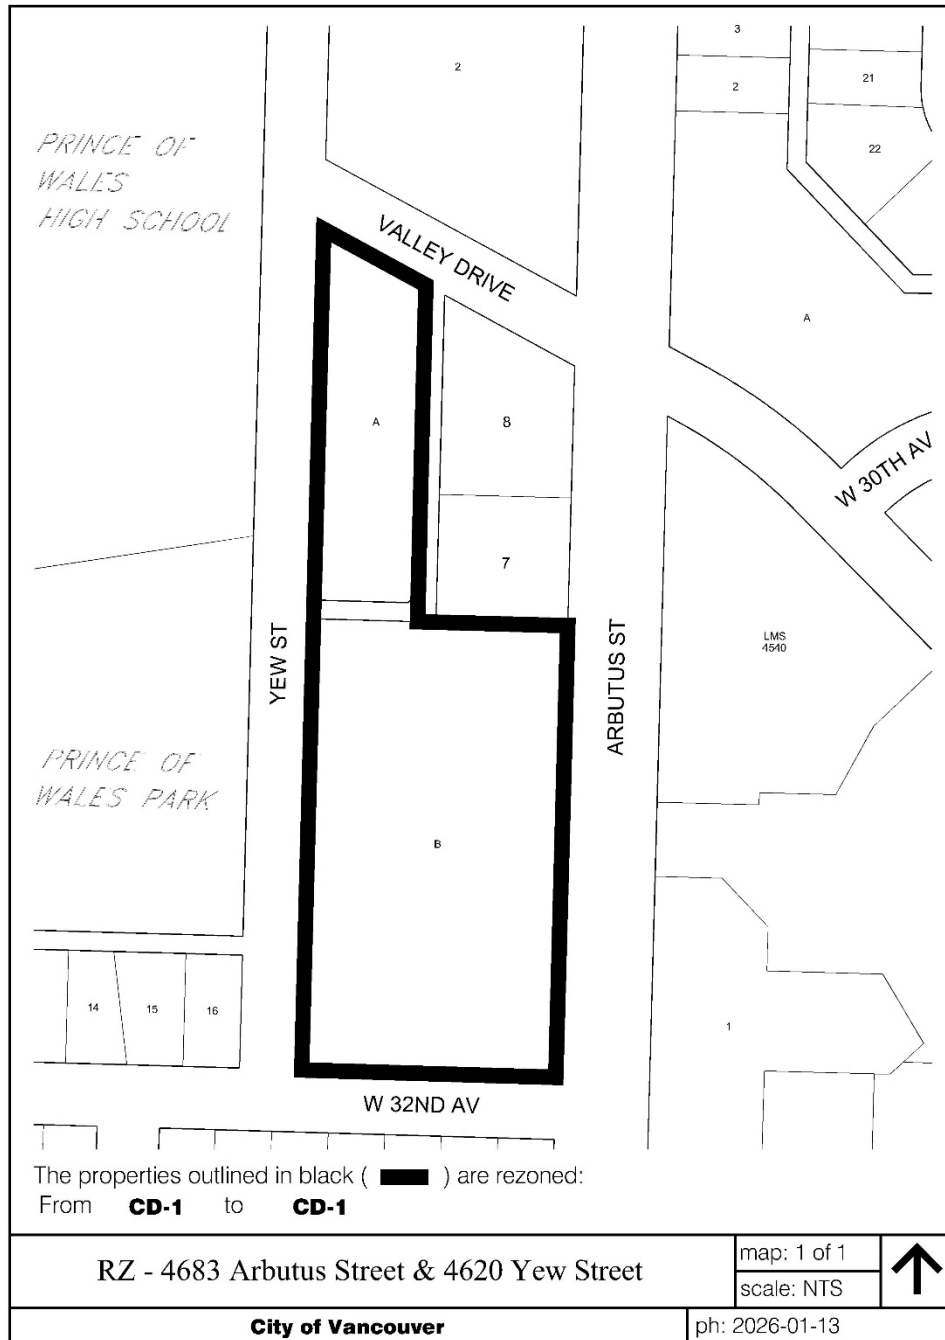 3
2
2
21
22
PRINCE OF
WALES
HIGH SCHOOL
VALLEY DRIVE
A
A
8
W 30TH AV
7
YEW ST
ARBUTUS ST
LMS
4540
PRINCE OF
WALES PARK
B
14
15
16
1
W 32ND AV
The properties outlined in black ( ) are rezoned:
From CD-1 to CD-1
RZ - 4683 Arbutus Street & 4620 Yew Street
map: 1 of 1
scale: NTS
City of Vancouver
ph: 2026-01-13